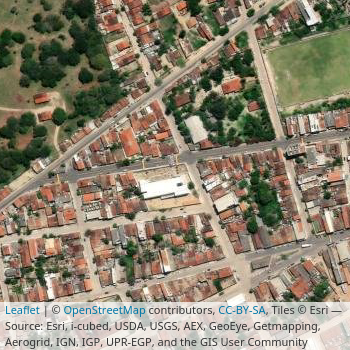 Leaflet | © OpenStreetMap contributors, CC-BY-SA, Tiles © Esri —
Source: Esri, i-cubed, USDA, USGS, AEX, GeoEye, Getmapping,
Aerogrid, IGN, IGP, UPR-EGP, and the GIS User Community